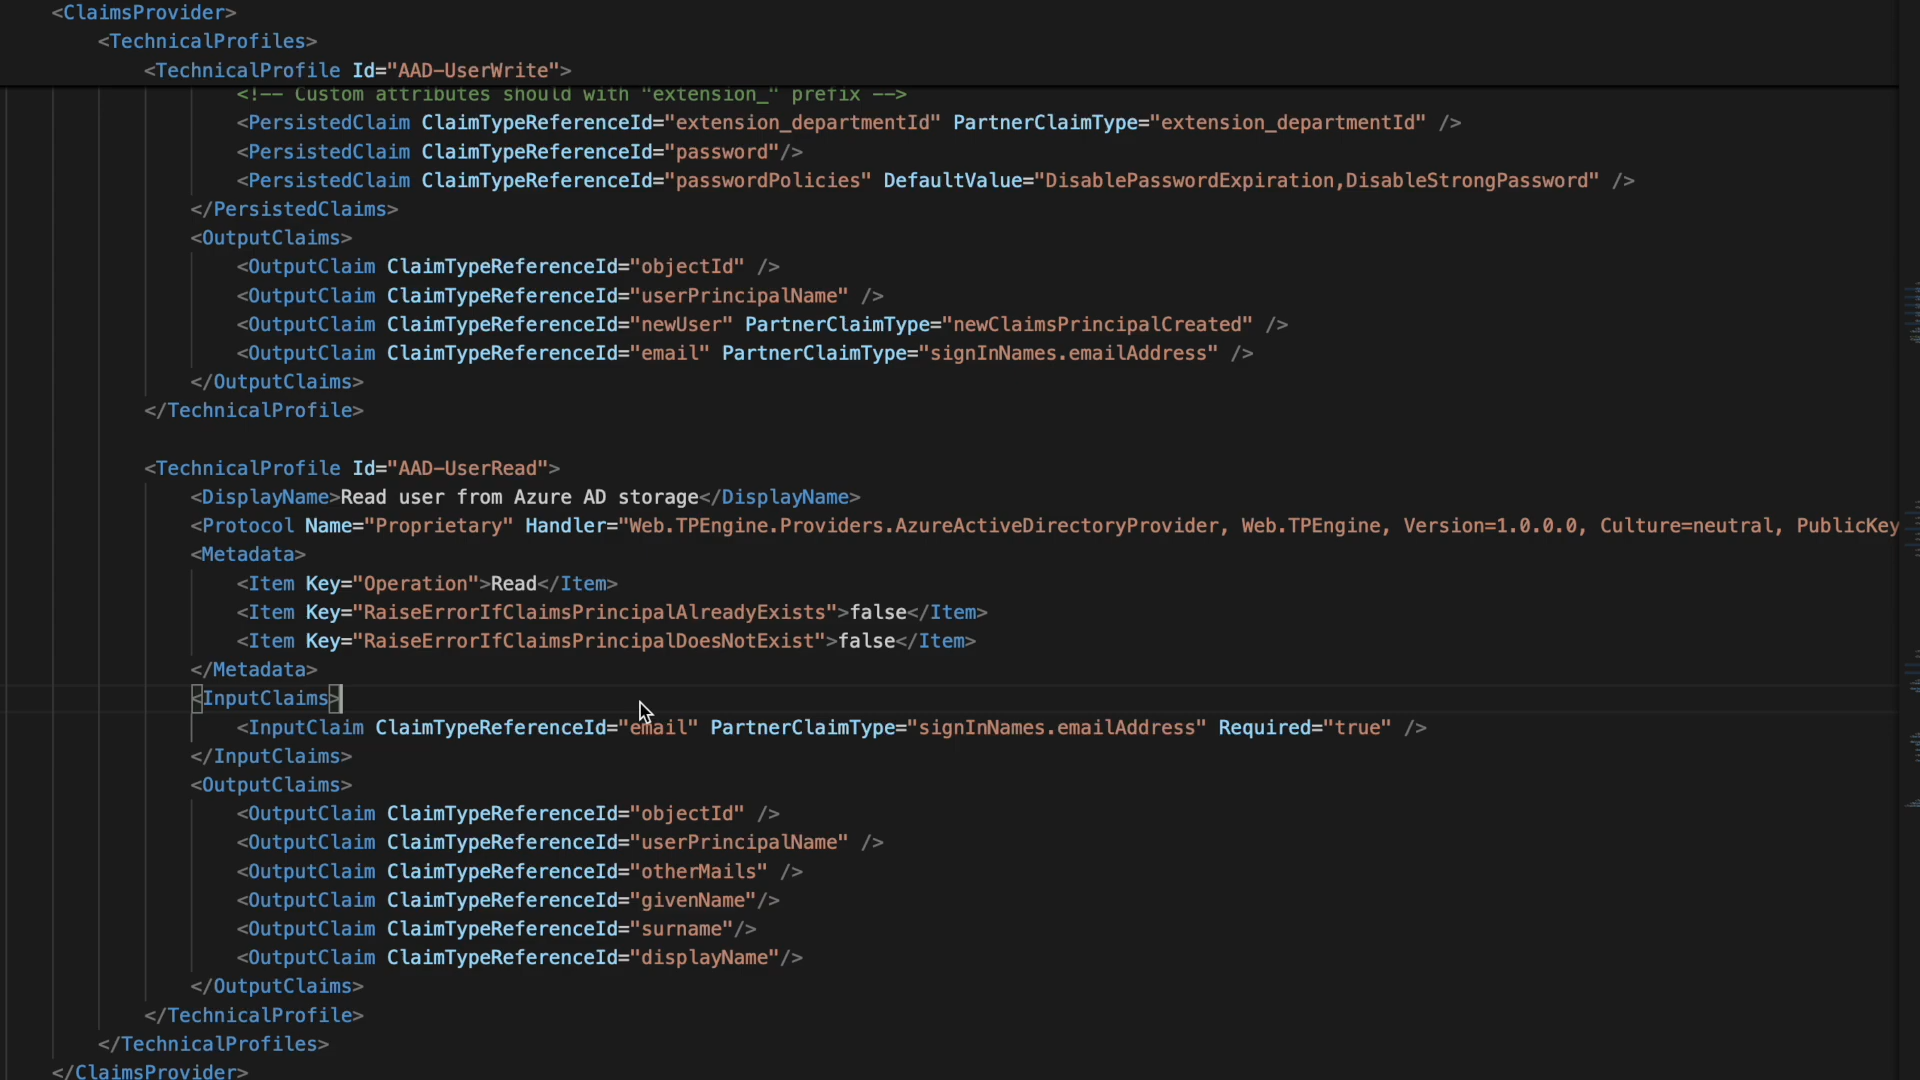 <ClaimsProvider>
<TechnicalProfiles>
<TechnicalProfile Id="AAD-UserWrite">
<!-- Custom attributes should with "extension_" prefix -->
<PersistedClaim ClaimTypeReferenceId="extension_departmentId" PartnerClaimType="extension_departmentId" />
<PersistedClaim ClaimTypeReferenceId="password"/>
<PersistedClaim ClaimTypeReferenceId="passwordPolicies" DefaultValue="DisablePasswordExpiration,DisableStrongPassword" />
</PersistedClaims>
<OutputClaims>
<OutputClaim ClaimTypeReferenceId="objectId" />
<OutputClaim ClaimTypeReferenceId="userPrincipalName" />
<OutputClaim ClaimTypeReferenceId="newUser" PartnerClaimType="newClaimsPrincipalCreated" />
<OutputClaim ClaimTypeReferenceId="email" PartnerClaimType="signInNames.emailAddress" />
</OutputClaims>
</TechnicalProfile>
<TechnicalProfile Id="AAD-UserRead">
<DisplayName>Read user from Azure AD storage</DisplayName>
<Protocol Name="Proprietary" Handler="Web.TPEngine.Providers.AzureActiveDirectoryProvider, Web.TPEngine, Version=1.0.0.0, Culture=neutral, PublicKey
<Metadata>
<Item Key="Operation">Read</Item>
<Item Key="RaiseErrorIfClaimsPrincipalAlreadyExists">false</Item>
<Item Key="RaiseErrorIfClaimsPrincipalDoesNotExist">false</Item>
</Metadata>
<InputClaims>
<InputClaim ClaimTypeReferenceId="email" PartnerClaimType="signInNames.emailAddress" Required="true" />
</InputClaims>
<OutputClaims>
<OutputClaim ClaimTypeReferenceId="objectId" />
<OutputClaim ClaimTypeReferenceId="userPrincipalName" />
<OutputClaim ClaimTypeReferenceId="otherMails" />
<OutputClaim ClaimTypeReferenceId="givenName"/>
<OutputClaim ClaimTypeReferenceId="surname"/>
<OutputClaim ClaimTypeReferenceId="displayName"/>
</OutputClaims>
</TechnicalProfile>
</TechnicalProfiles>
</ClaimsProvider>